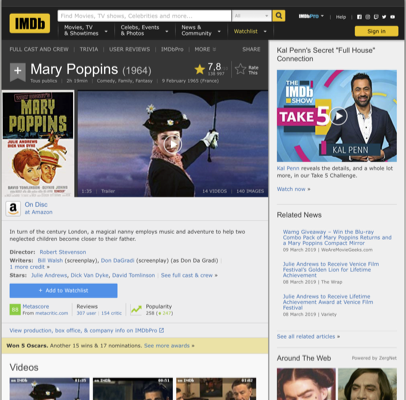 IMDb
Find Movies, TV shows, Celebrities and more...
All
IMDbPro
Help
Movies, TV & Showtimes
Celebs, Events & Photos
News & Community
Watchlist
Sign in
FULL CAST AND CREW | TRIVIA | USER REVIEWS | IMDbPro | MORE
SHARE
Mary Poppins (1964)
7,8
Rate This
Tous publics | 2h 19min | Comedy, Family, Fantasy | 9 February 1965 (France)
MARY POPPINS
JULIE ANDREWS
DICK VAN DYKE
1:35 | Trailer
14 VIDEOS | 140 IMAGES
On Disc
at Amazon
In turn of the century London, a magical nanny employs music and adventure to help two
neglected children become closer to their father.
Director: Robert Stevenson
Writers: Bill Walsh (screenplay), DonDaGradi (screenplay) (as Don Da Gradi) |
1 more credit »
Stars: Julie Andrews, Dick Van Dyke, David Tomlinson | See full cast & crew »
+ Add to Watchlist
Metascore
From metacritic.com
Reviews
307 user | 154 critic
Popularity
258
View production, box office, & company info on IMDbPro
Won 5 Oscars. Another 15 wins & 17 nominations. See more awards »
Videos
Kal Penn's Secret "Full House"
Connection
THE IMDb SHOW
TAKE 5
KAL PENN
Kal Penn reveals the details, and a whole lot
more, in our Take 5 Challenge.
Watch now »
Related News
Wamg Giveaway – Win the Blu-ray
Combo Pack of Mary Poppins Returns and
a Mary Poppins Compact Mirror
09 March 2019 | WeAreMovieGeeks.com
Julie Andrews to Receive Venice Film
Festival's Golden Lion for Lifetime
Achievement
08 March 2019 | The Wrap
Julie Andrews to Receive Lifetime
Achievement Award at Venice Film
Festival
08 March 2019 | Variety
See all related articles »
Around The Web
Powered by ZergNet